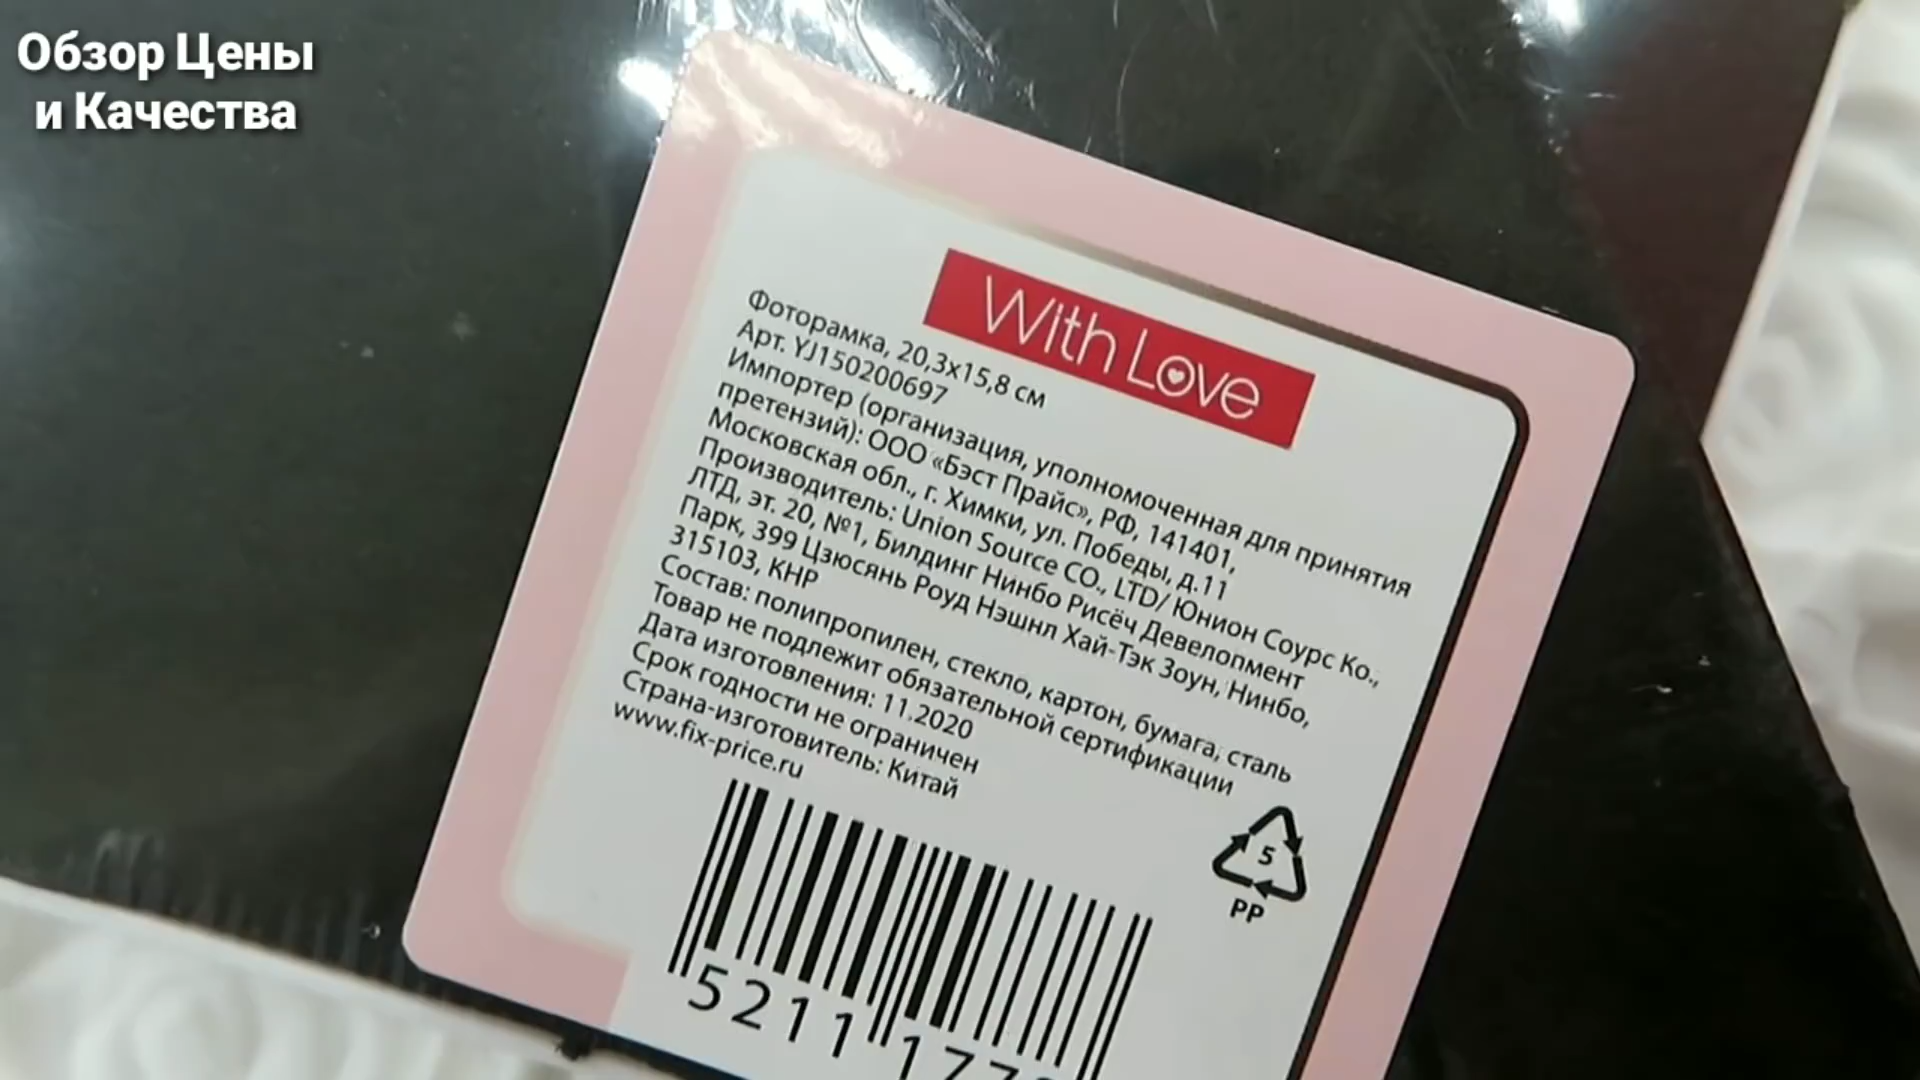 Обзор Цены
и Качества
With Love
Фоторамка, 20,3х15,8 см
Арт. YJ150200697
Импортер (организация, уполномоченная для принятия
претензий): ООО «Бэст Прайс», РФ, 141401,
Московская обл., г. Химки, ул. Победы, д.11
Производитель: Union Source CO., LTD/ Юнион Соурс Ко.,
ЛТД, эт. 20, №1, Билдинг Нинбо Рисёч Девелопмент
Парк, 399 Цзюсянь Роуд Нэшнл Хай-Тэк Зоун, Нинбо,
315103, КНР
Состав: полипропилен, стекло, картон, бумага, сталь
Товар не подлежит обязательной сертификации
Дата изготовления: 11.2020
Срок годности не ограничен
Страна-изготовитель: Китай
www.fix-price.ru
5
PP
5211 177